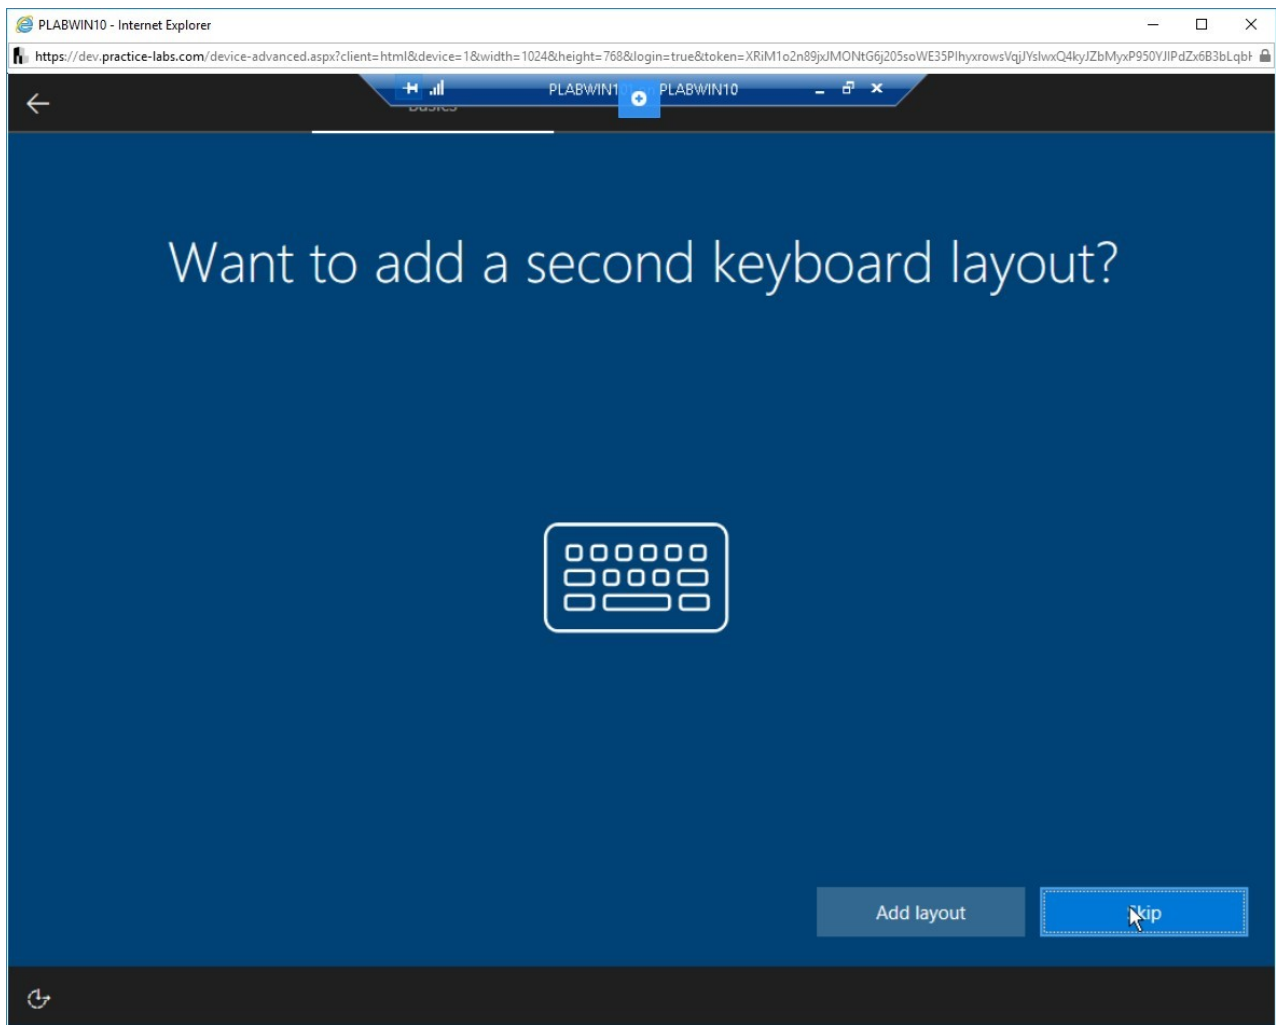 PLABWIN10 - Internet Explorer
https://dev.practice-labs.com/device-advanced.aspx?client=html&device=1&width=1024&height=768&login=true&token=
PLABWIN10
Basics
Want to add a second keyboard layout?
Add layout
Skip